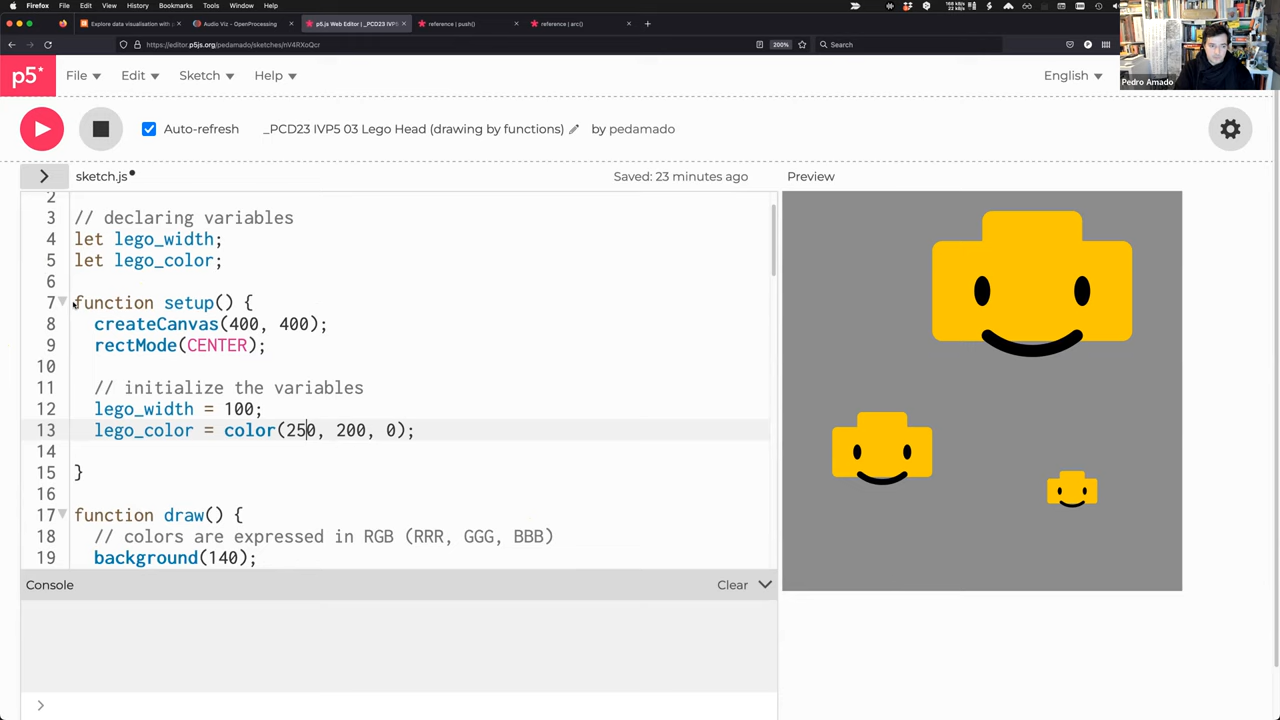 Firefox File Edit View History Bookmarks Tools Window Help
Explore data visualisation with p
Audio Viz - OpenProcessing
p5.js Web Editor | _PCD23 IVP5
reference | push()
reference | arc()
https://editor.p5js.org/pedamado/sketches/nV4RXoQcr
200%
Search
Pedro Amado
p5* File Edit Sketch Help English
Auto-refresh _PCD23 IVP5 03 Lego Head (drawing by functions) by pedamado
sketch.js Saved: 23 minutes ago Preview
2
3 // declaring variables
4 let lego_width;
5 let lego_color;
6
7 function setup() {
8 createCanvas(400, 400);
9 rectMode(CENTER);
10
11 // initialize the variables
12 lego_width = 100;
13 lego_color = color(250, 200, 0);
14
15 }
16
17 function draw() {
18 // colors are expressed in RGB (RRR, GGG, BBB)
19 background(140);
Console Clear
>